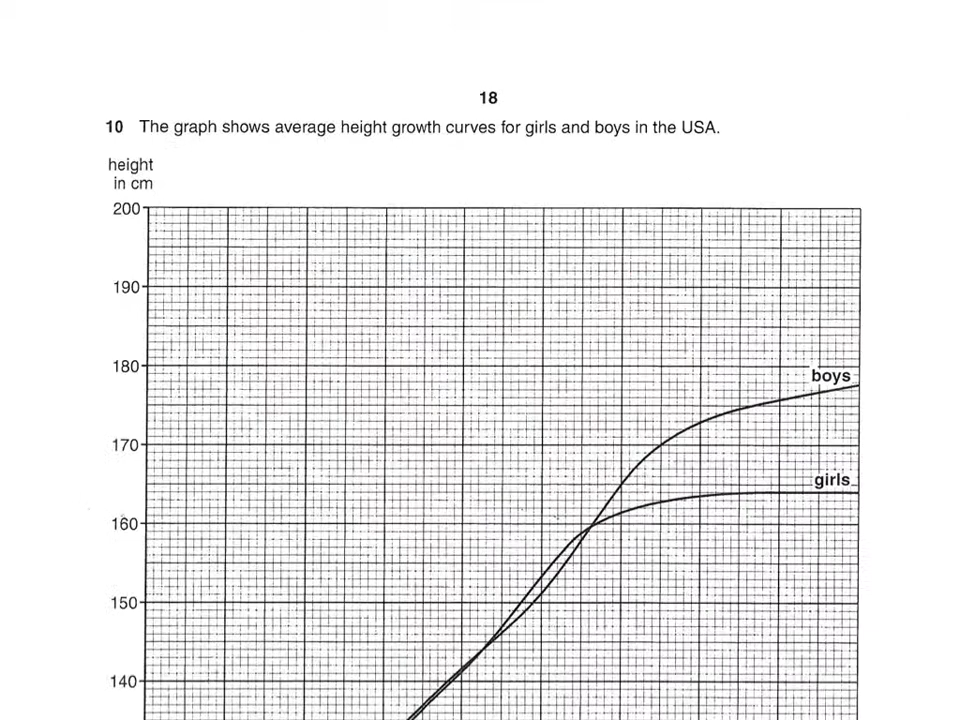 18
10 The graph shows average height growth curves for girls and boys in the USA.
height
in cm
200
190
180
boys
170
girls
160
150
140